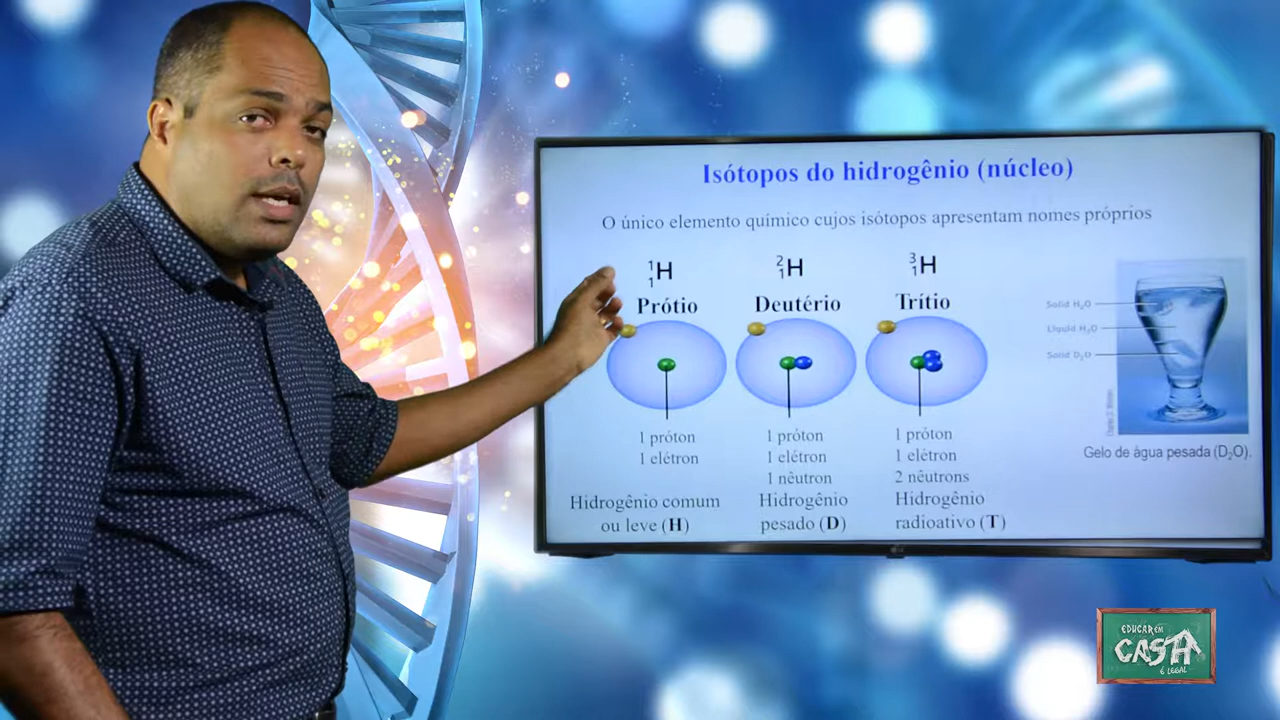 Isótopos do hidrogênio (núcleo)
O único elemento químico cujos isótopos apresentam nomes próprios
¹₁H ²₁H ³₁H
Prótio Deutério Trítio
Solid H₂O
Liquid H₂O
Solid D₂O
1 próton 1 próton 1 próton
1 elétron 1 elétron 1 elétron
1 nêutron 2 nêutrons
Gelo de água pesada (D₂O).
Hidrogênio comum Hidrogênio Hidrogênio
ou leve (H) pesado (D) radioativo (T)
LG
EDUCAR EM
CASA
É LEGAL